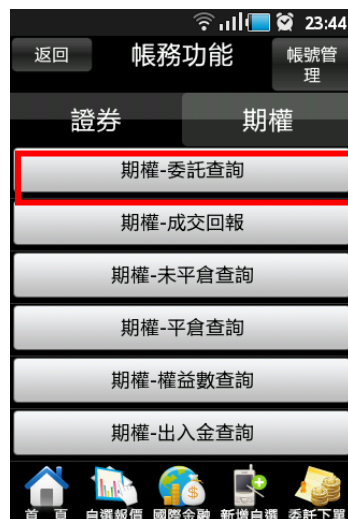 23:44
返回
帳務功能
帳號管
理
證券
期權
期權-委託查詢
期權-成交回報
期權-未平倉查詢
期權-平倉查詢
期權-權益數查詢
期權-出入金查詢
首 頁 自選報價 國際金融 新增自選 委託下單